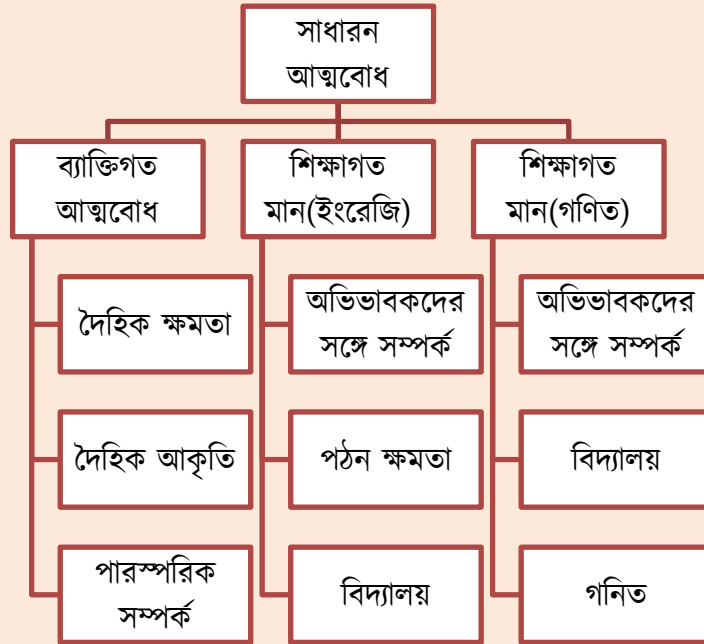 সাধারন
আত্মবোধ
ব্যাক্তিগত
আত্মবোধ
শিক্ষাগত
মান(ইংরেজি)
শিক্ষাগত
মান(গণিত)
দৈহিক ক্ষমতা
অভিভাবকদের
সঙ্গে সম্পর্ক
অভিভাবকদের
সঙ্গে সম্পর্ক
দৈহিক আকৃতি
পঠন ক্ষমতা
বিদ্যালয়
পারস্পরিক
সম্পর্ক
বিদ্যালয়
গনিত